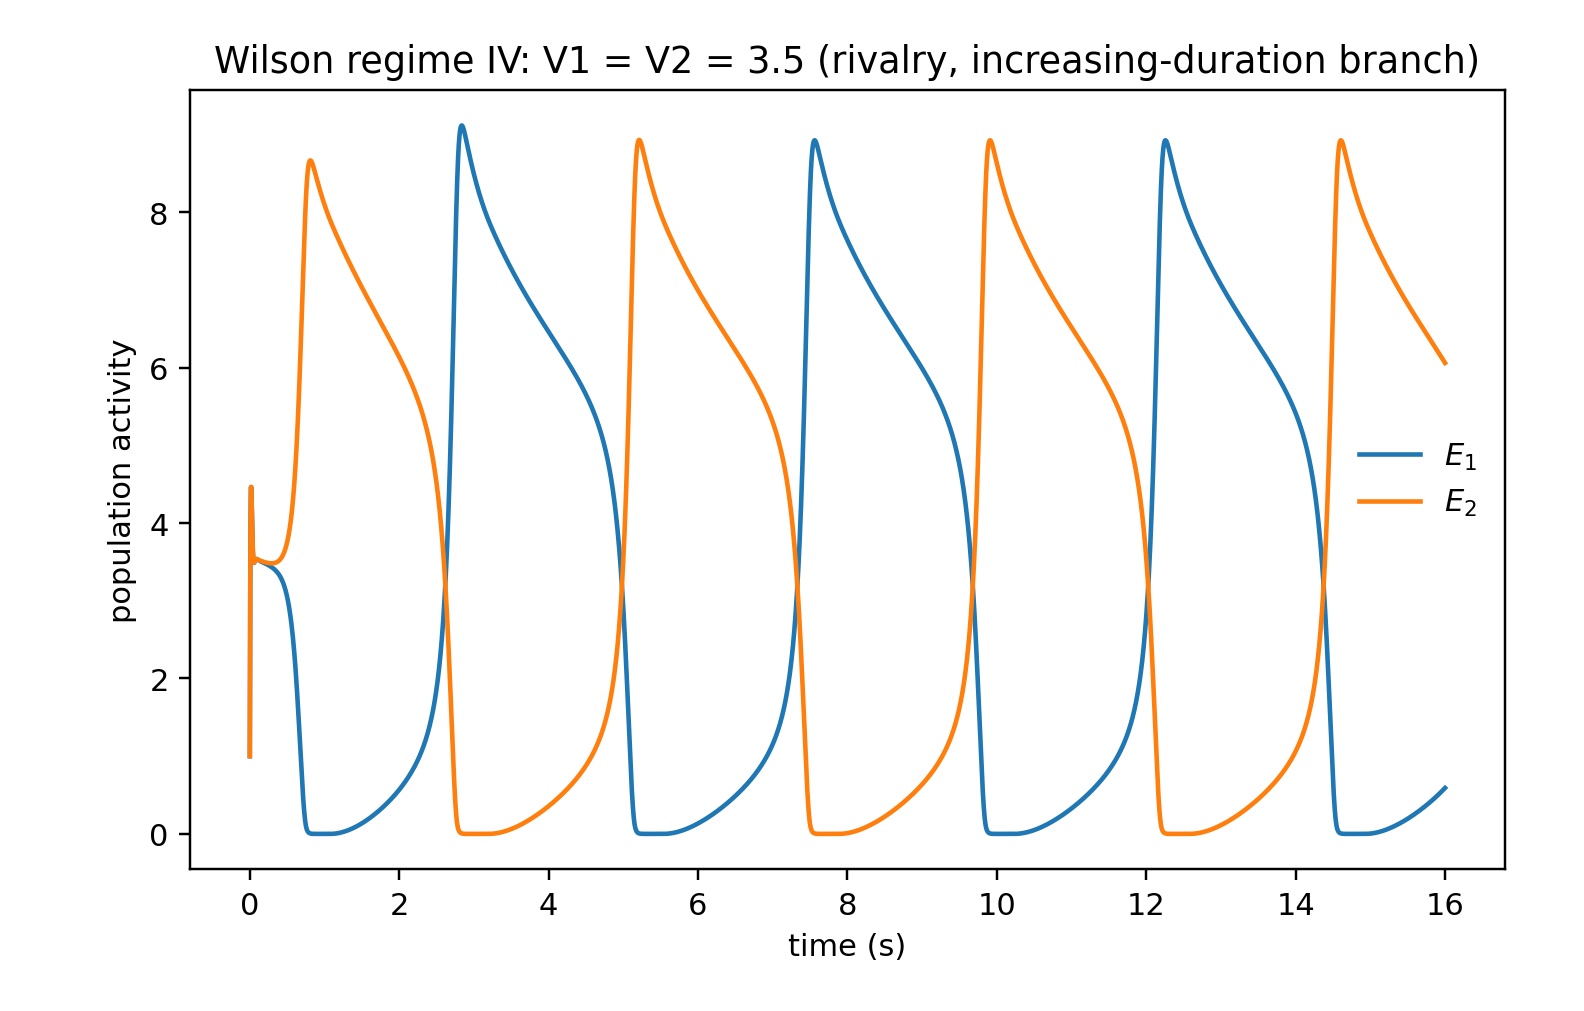 Wilson regime IV: V1 = V2 = 3.5 (rivalry, increasing-duration branch)
population activity
8
6
4
2
0
E₁
E₂
0 2 4 6 8 10 12 14 16
time (s)